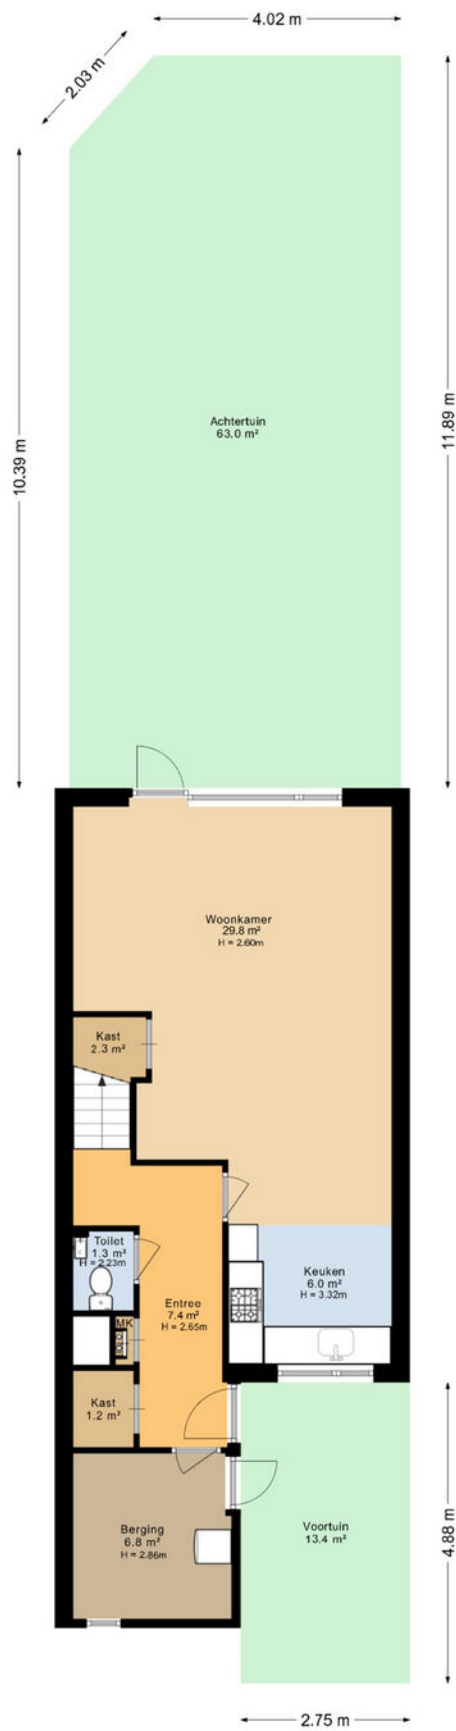 4.02 m
2.03 m
10.39 m
11.89 m
Achtertuin
63.0 m²
Woonkamer
29.8 m²
H = 2.60m
Kast
2.3 m²
Toilet
1.3 m²
H = 2.23m
Keuken
6.0 m²
H = 3.32m
Entree
7.4 m²
H = 2.65m
MK
Kast
1.2 m²
Berging
6.8 m²
H = 2.86m
Voortuin
13.4 m²
4.88 m
2.75 m